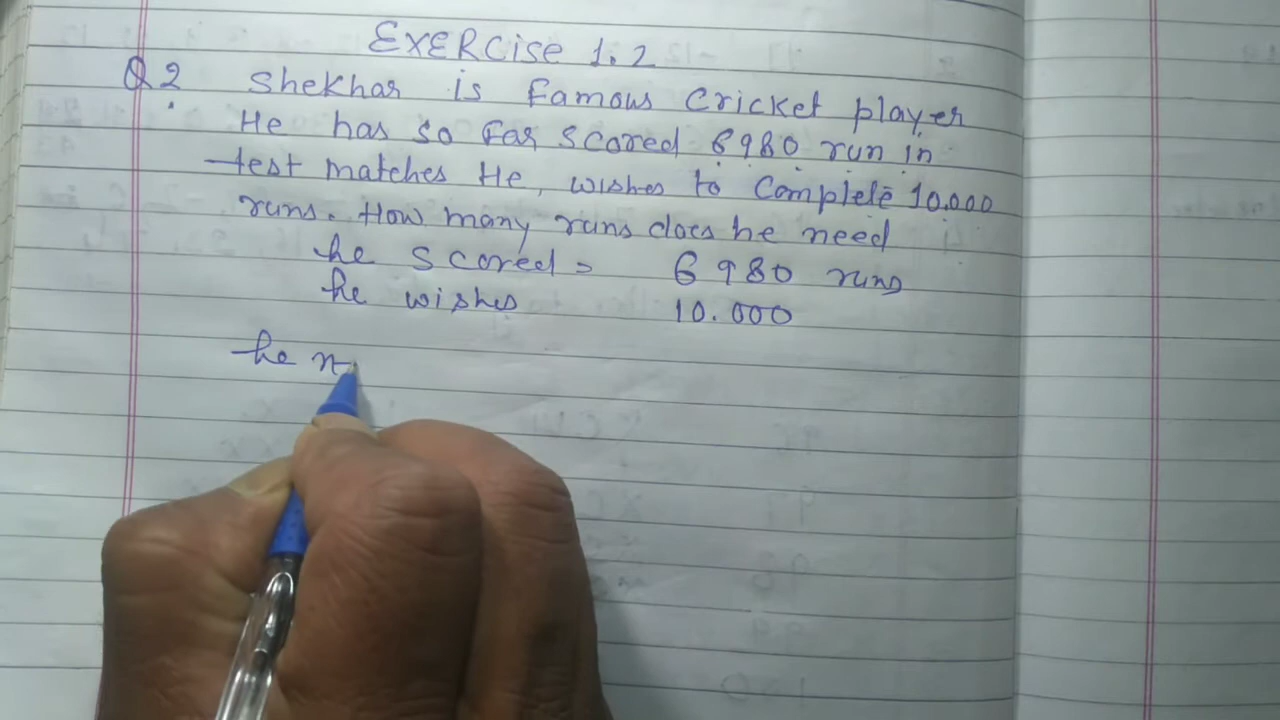 EXERCise 1.2
Q2. Shekhar is Famous Cricket player
He has so Far scored 6980 run in
test matches He, wishes to Complete 10.000
runs. How many runs does he need
he scored = 6980 runs
he wishes 10.000
he n